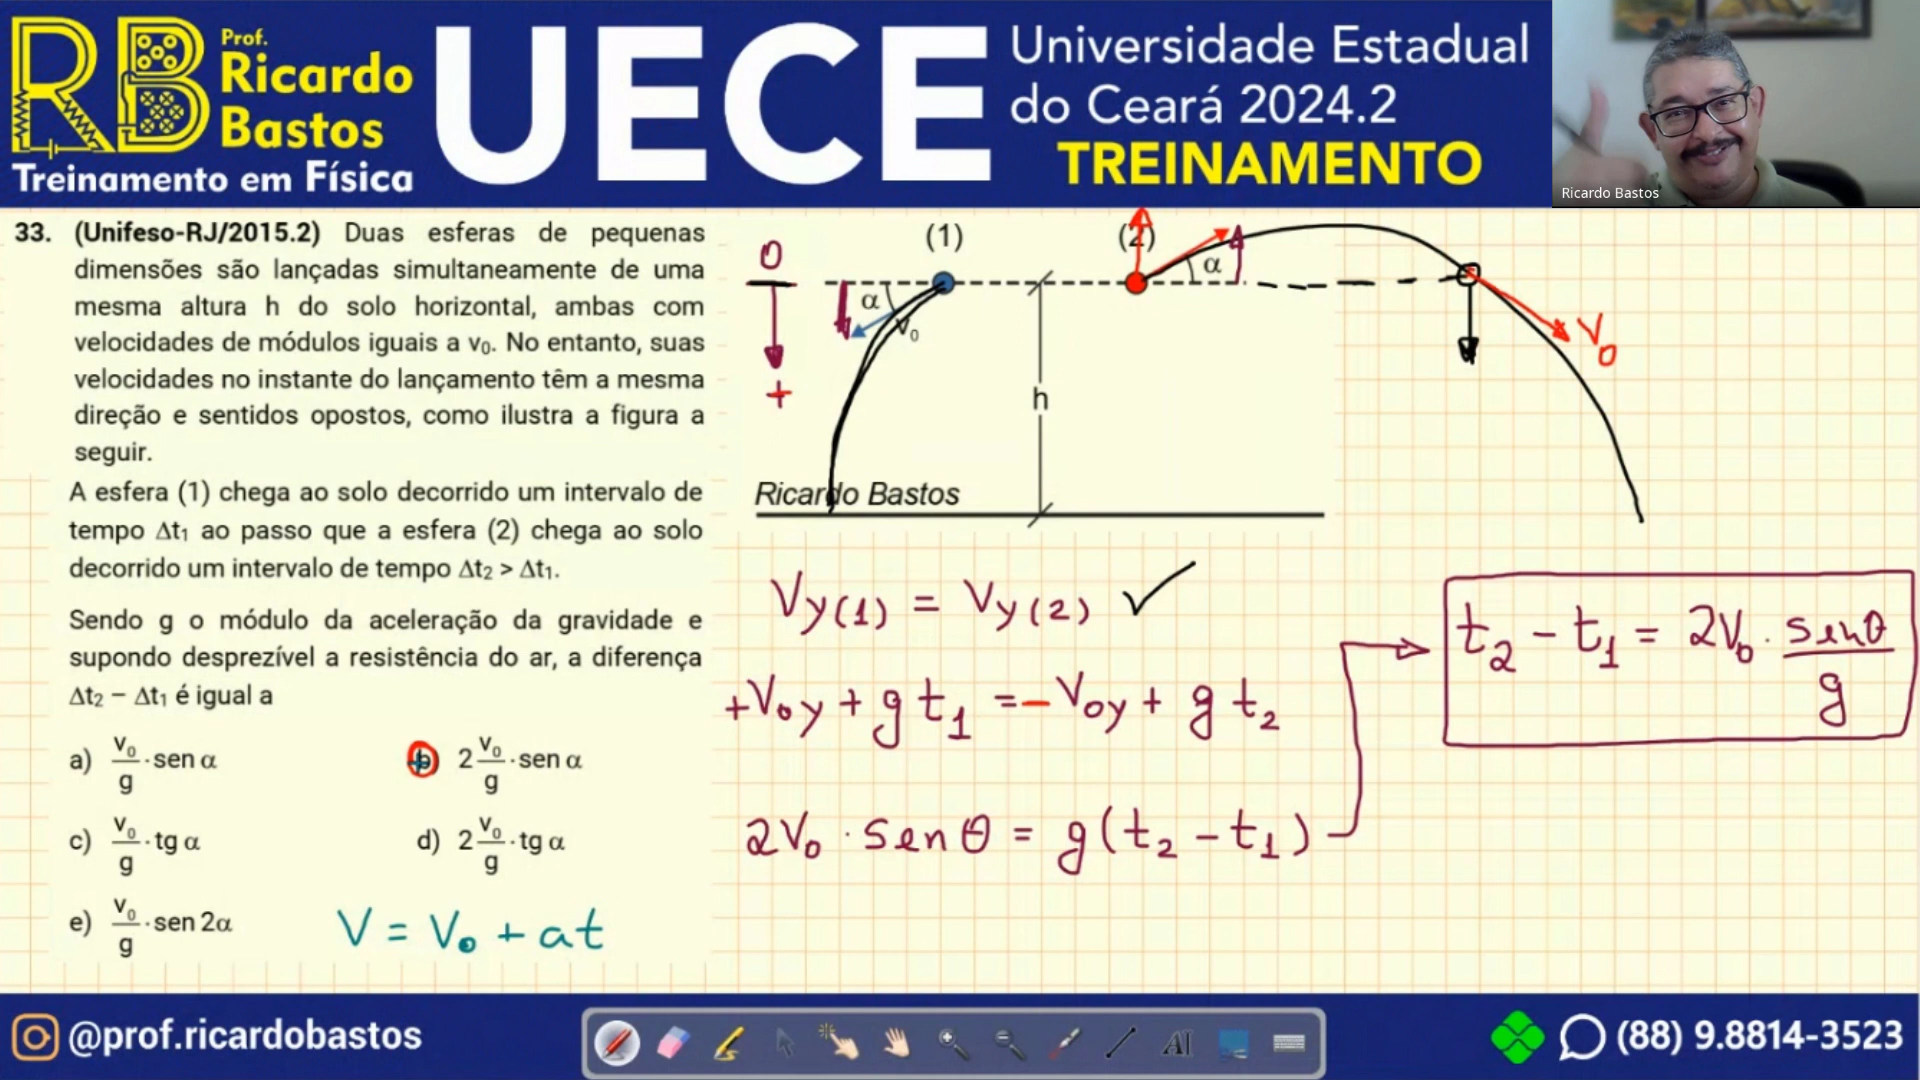 RB
Prof.
Ricardo
Bastos
Treinamento em Física
UECE
Universidade Estadual
do Ceará 2024.2
TREINAMENTO
Ricardo Bastos
33. (Unifeso-RJ/2015.2) Duas esferas de pequenas
dimensões são lançadas simultaneamente de uma
mesma altura h do solo horizontal, ambas com
velocidades de módulos iguais a v₀. No entanto, suas
velocidades no instante do lançamento têm a mesma
direção e sentidos opostos, como ilustra a figura a
seguir.
A esfera (1) chega ao solo decorrido um intervalo de
tempo Δt₁ ao passo que a esfera (2) chega ao solo
decorrido um intervalo de tempo Δt₂ > Δt₁.
Sendo g o módulo da aceleração da gravidade e
supondo desprezível a resistência do ar, a diferença
Δt₂ – Δt₁ é igual a
a) v₀/g · sen α
b) 2 v₀/g · sen α
c) v₀/g · tg α
d) 2 v₀/g · tg α
e) v₀/g · sen 2α
V = V₀ + at
0
+
(1)
(2)
α
v₀
α
V₀
h
Ricardo Bastos
Vy(1) = Vy(2) ✓
+V₀y + g t₁ = -V₀y + g t₂
2V₀ · sen θ = g(t₂ - t₁)
t₂ - t₁ = 2V₀ · senθ/g
@prof.ricardobastos
AI
(88) 9.8814-3523